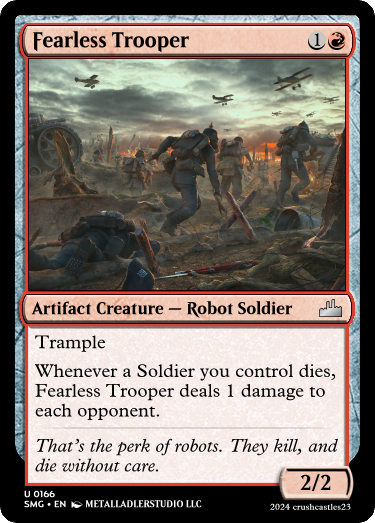 Fearless Trooper 1
Artifact Creature — Robot Soldier
Trample
Whenever a Soldier you control dies,
Fearless Trooper deals 1 damage to
each opponent.
That's the perk of robots. They kill, and
die without care.
2/2
U 0166
SMG • EN METALLADLERSTUDIO LLC
2024 crushcastles23